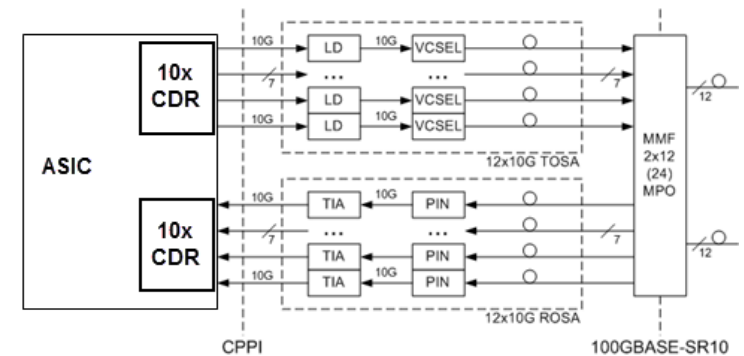 ASIC
10x
CDR
10G
10G
LD
VCSEL
7
...
...
7
LD
VCSEL
10G
LD
10G
VCSEL
12x10G TOSA
10x
CDR
10G
TIA
10G
PIN
7
...
...
7
TIA
PIN
10G
TIA
10G
PIN
12x10G ROSA
MMF
2x12
(24)
MPO
12
12
CPPI
100GBASE-SR10